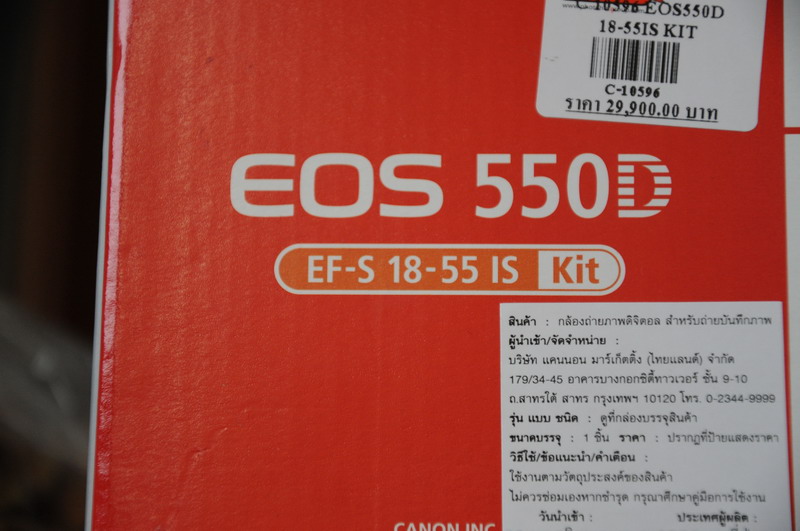 C-10596 EOS550D
18-55IS KIT
C-10596
ราคา 29,900.00 บาท
EOS 550D
EF-S 18-55 IS Kit
สินค้า : กล้องถ่ายภาพดิจิตอล สำหรับถ่ายบันทึกภาพ
ผู้นำเข้า/จัดจำหน่าย :
บริษัท แคนนอน มาร์เก็ตติ้ง (ไทยแลนด์) จำกัด
179/34-45 อาคารบางกอกซิตี้ทาวเวอร์ ชั้น 9-10
ถ.สาทรใต้ สาทร กรุงเทพฯ 10120 โทร. 0-2344-9999
รุ่น แบบ ชนิด : ดูที่กล่องบรรจุสินค้า
ขนาดบรรจุ : 1 ชิ้น ราคา : ปรากฏที่ป้ายแสดงราคา
วิธีใช้/ข้อแนะนำ/คำเตือน :
ใช้งานตามวัตถุประสงค์ของสินค้า
ไม่ควรซ่อมเองหากชำรุด กรุณาศึกษาคู่มือการใช้งาน
วันนำเข้า : ประเทศผู้ผลิต :
CANON INC